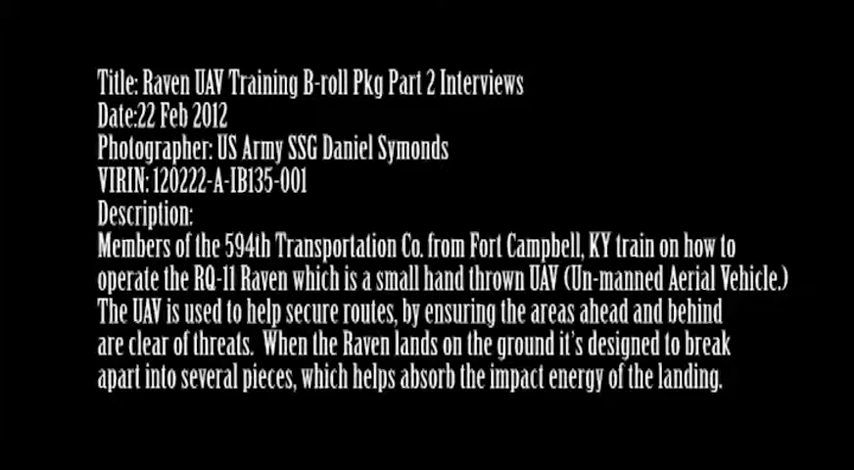 Title: Raven UAV Training B-roll Pkg Part 2 Interviews
Date:22 Feb 2012
Photographer: US Army SSG Daniel Symonds
VIRIN: 120222-A-IB135-001
Description:
Members of the 594th Transportation Co. from Fort Campbell, KY train on how to
operate the RQ-11 Raven which is a small hand thrown UAV (Un-manned Aerial Vehicle.)
The UAV is used to help secure routes, by ensuring the areas ahead and behind
are clear of threats.  When the Raven lands on the ground it's designed to break
apart into several pieces, which helps absorb the impact energy of the landing.